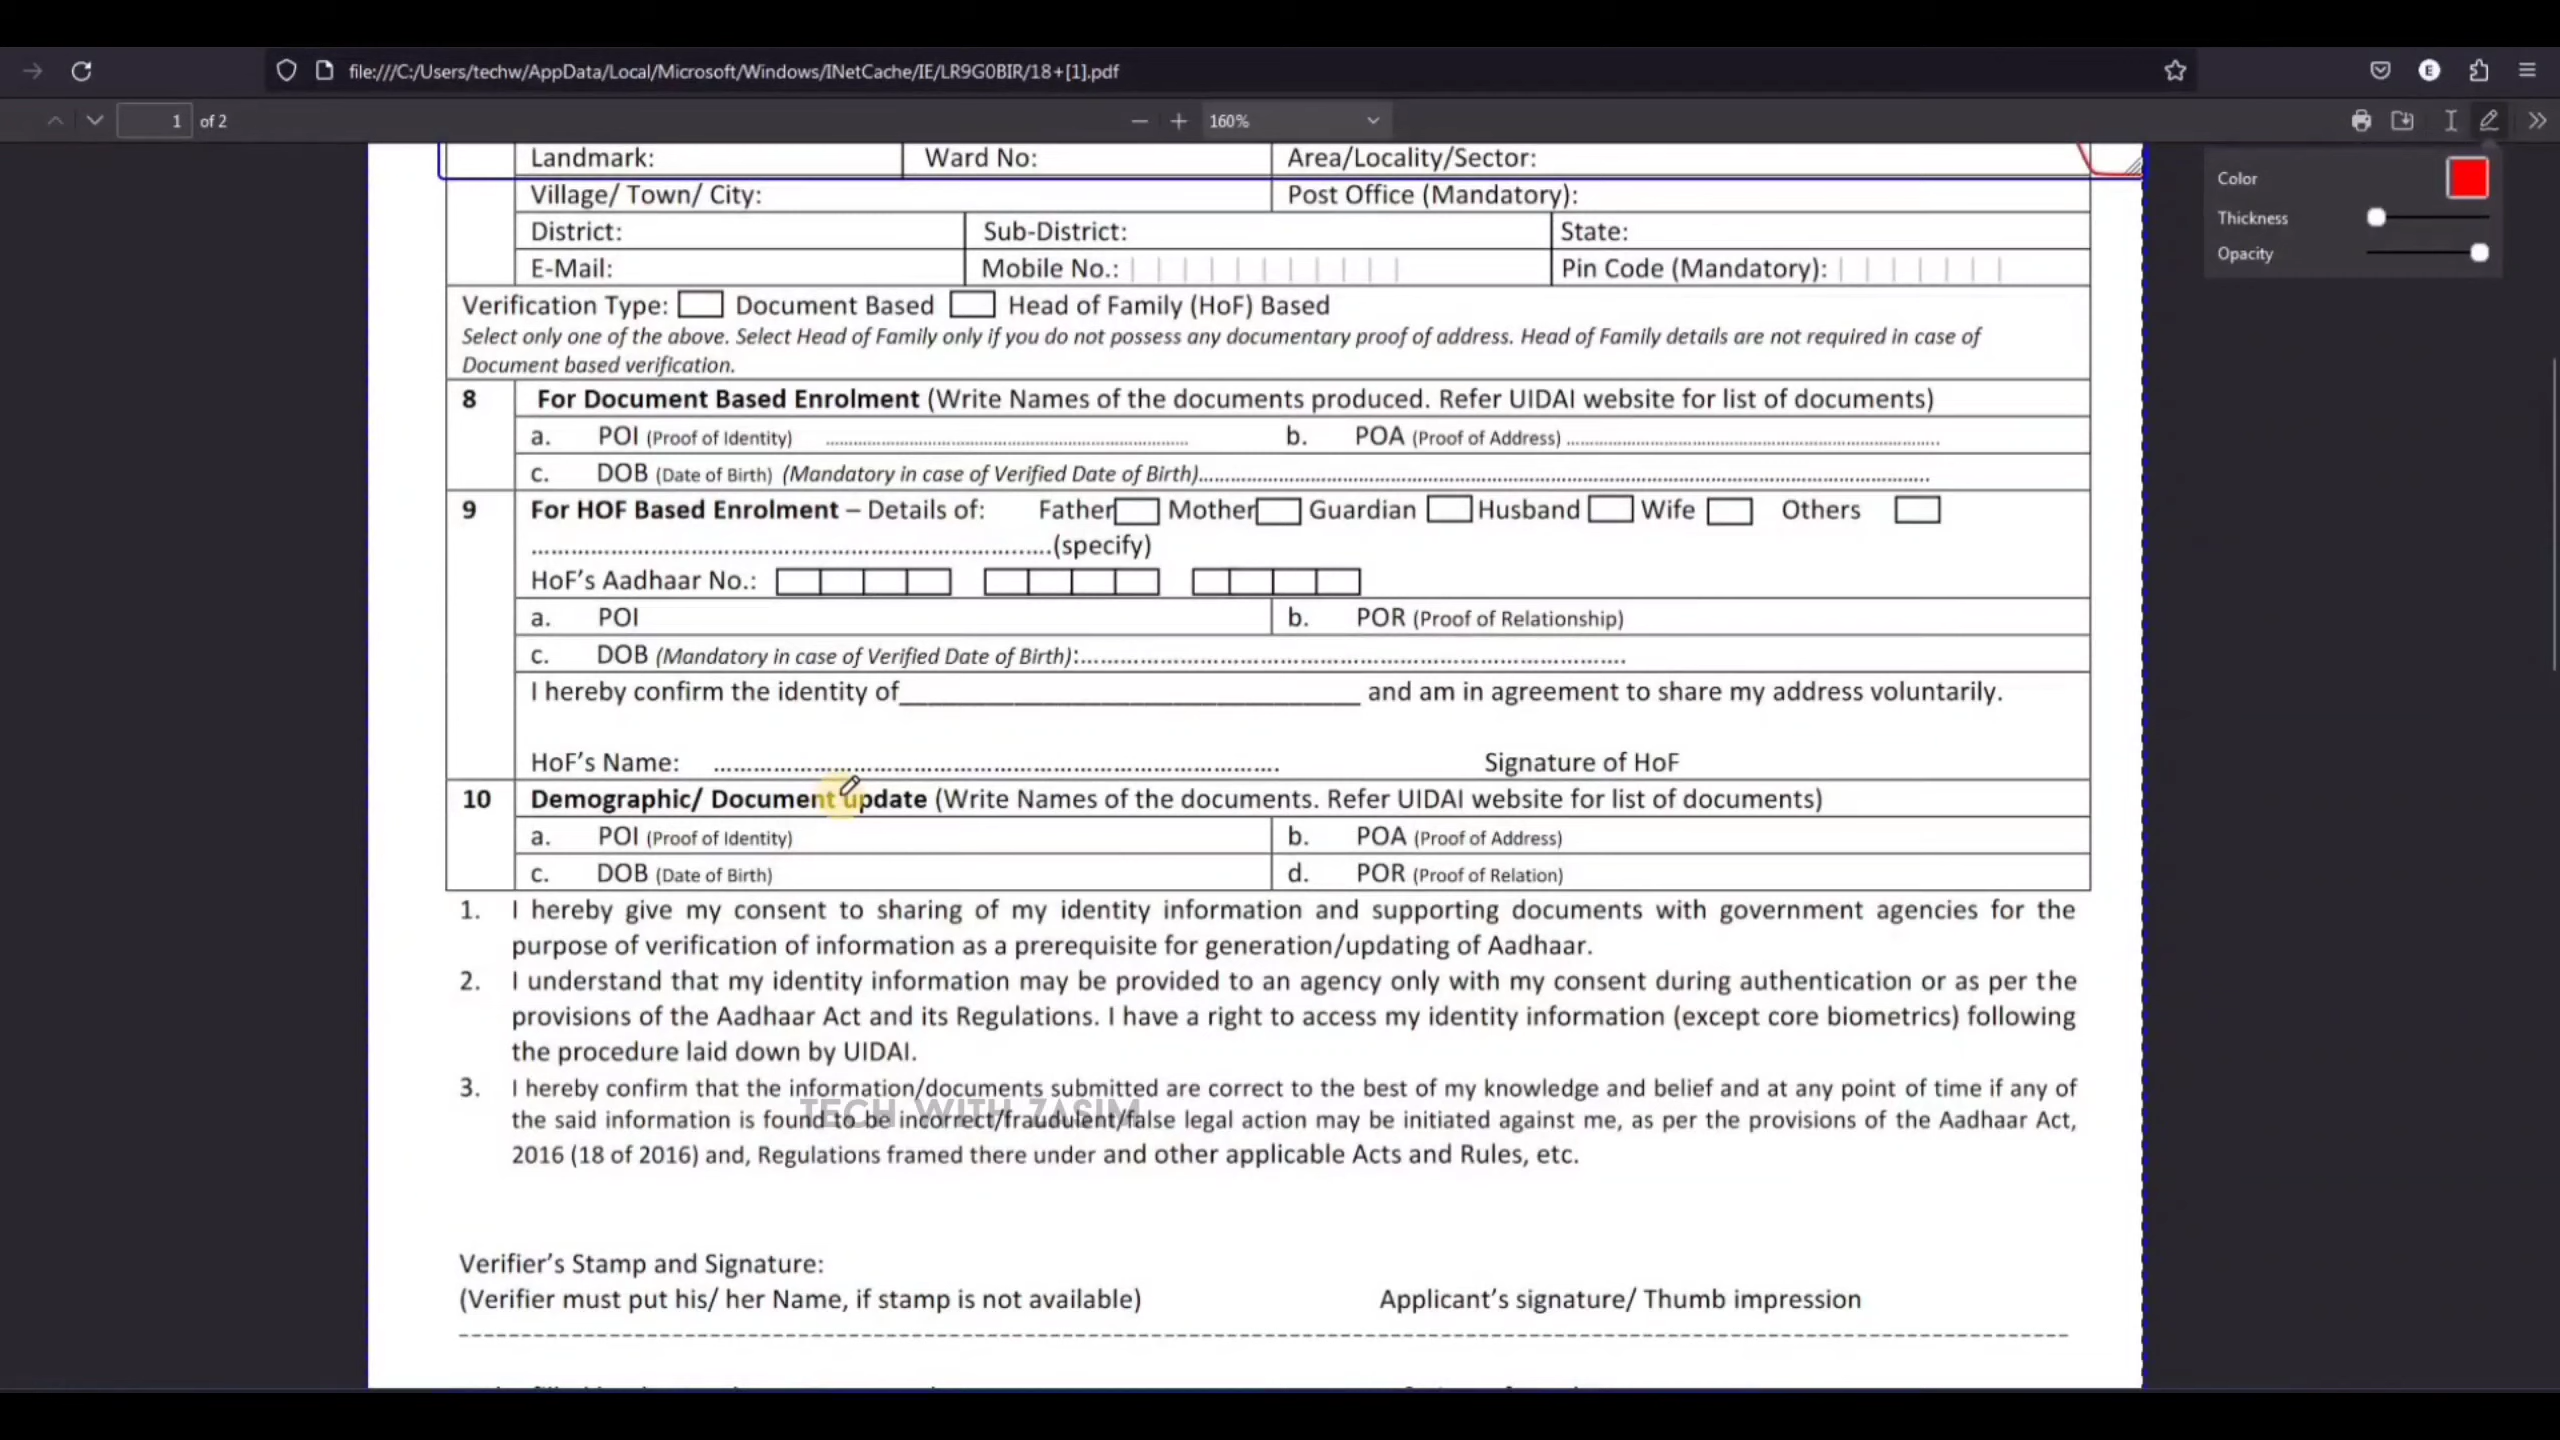 file:///C:/Users/techw/AppData/Local/Microsoft/Windows/INetCache/IE/LR9G0BIR/18+[1].pdf
E
1 of 2
160%
Color
Thickness
Opacity
Landmark: Ward No: Area/Locality/Sector:
Village/ Town/ City: Post Office (Mandatory):
District: Sub-District: State:
E-Mail: Mobile No.: Pin Code (Mandatory):
Verification Type: Document Based Head of Family (HoF) Based
Select only one of the above. Select Head of Family only if you do not possess any documentary proof of address. Head of Family details are not required in case of
Document based verification.
8 For Document Based Enrolment (Write Names of the documents produced. Refer UIDAI website for list of documents)
a. POI (Proof of Identity) ........................................ b. POA (Proof of Address) ........................................
c. DOB (Date of Birth) (Mandatory in case of Verified Date of Birth)........................................
9 For HOF Based Enrolment – Details of: Father Mother Guardian Husband Wife Others
........................................(specify)
HoF's Aadhaar No.:
a. POI b. POR (Proof of Relationship)
c. DOB (Mandatory in case of Verified Date of Birth):........................................
I hereby confirm the identity of________________________________ and am in agreement to share my address voluntarily.
HoF's Name: ........................................ Signature of HoF
10 Demographic/ Document update (Write Names of the documents. Refer UIDAI website for list of documents)
a. POI (Proof of Identity) b. POA (Proof of Address)
c. DOB (Date of Birth) d. POR (Proof of Relation)
1. I hereby give my consent to sharing of my identity information and supporting documents with government agencies for the
purpose of verification of information as a prerequisite for generation/updating of Aadhaar.
2. I understand that my identity information may be provided to an agency only with my consent during authentication or as per the
provisions of the Aadhaar Act and its Regulations. I have a right to access my identity information (except core biometrics) following
the procedure laid down by UIDAI.
3. I hereby confirm that the information/documents submitted are correct to the best of my knowledge and belief and at any point of time if any of
TECH WITH ZASIM
the said information is found to be incorrect/fraudulent/false legal action may be initiated against me, as per the provisions of the Aadhaar Act,
2016 (18 of 2016) and, Regulations framed there under and other applicable Acts and Rules, etc.
Verifier's Stamp and Signature:
(Verifier must put his/ her Name, if stamp is not available) Applicant's signature/ Thumb impression